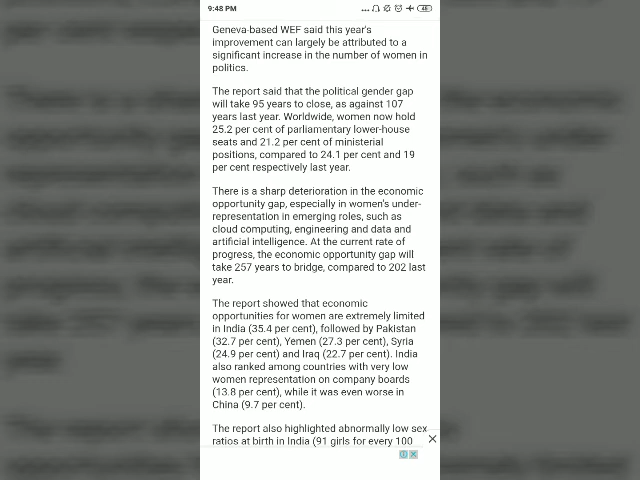 9:48 PM
48
Geneva-based WEF said this year's
improvement can largely be attributed to a
significant increase in the number of women in
politics.
The report said that the political gender gap
will take 95 years to close, as against 107
years last year. Worldwide, women now hold
25.2 per cent of parliamentary lower-house
seats and 21.2 per cent of ministerial
positions, compared to 24.1 per cent and 19
per cent respectively last year.
There is a sharp deterioration in the economic
opportunity gap, especially in women's under-
representation in emerging roles, such as
cloud computing, engineering and data and
artificial intelligence. At the current rate of
progress, the economic opportunity gap will
take 257 years to bridge, compared to 202 last
year.
The report showed that economic
opportunities for women are extremely limited
in India (35.4 per cent), followed by Pakistan
(32.7 per cent), Yemen (27.3 per cent), Syria
(24.9 per cent) and Iraq (22.7 per cent). India
also ranked among countries with very low
women representation on company boards
(13.8 per cent), while it was even worse in
China (9.7 per cent).
The report also highlighted abnormally low sex
ratios at birth in India (91 girls for every 100